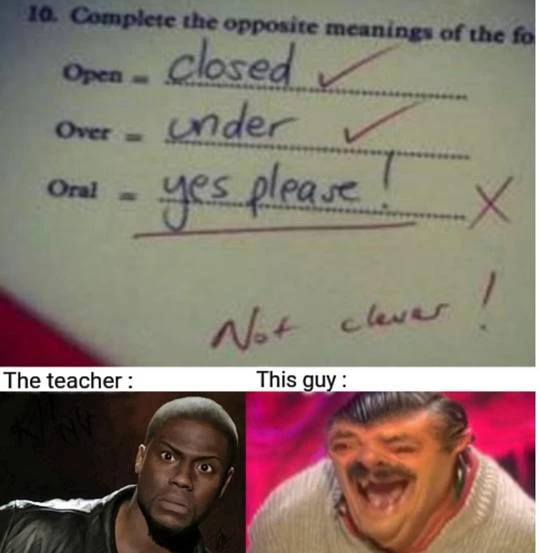 10. Complete the opposite meanings of the fo
Open = closed
Over = under
Oral = yes please!
Not clever!
The teacher :
This guy :